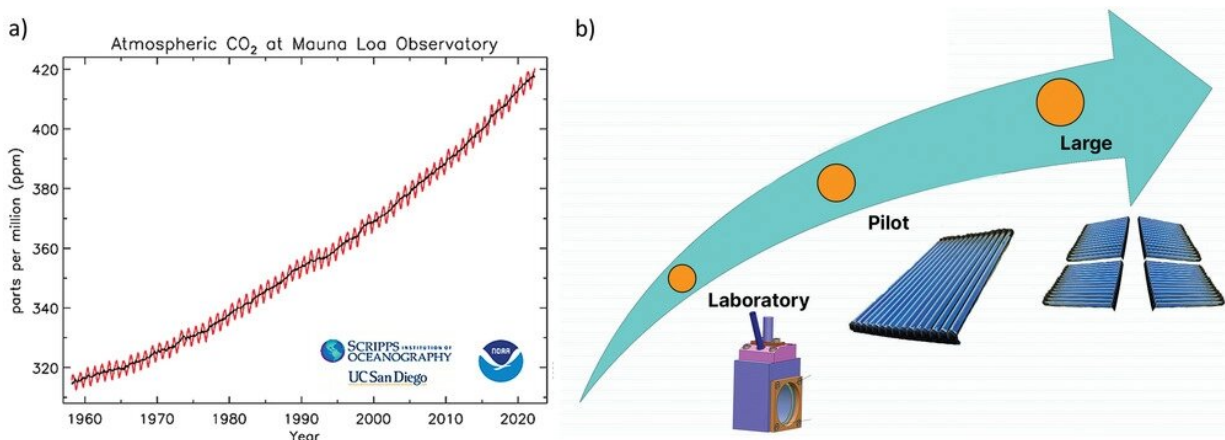 a)
Atmospheric CO₂ at Mauna Loa Observatory
parts per million (ppm)
420
400
380
360
340
320
1960
1970
1980
1990
2000
2010
2020
Year
SCRIPPS INSTITUTION OF
OCEANOGRAPHY
UC San Diego
NOAA
b)
Large
Pilot
Laboratory